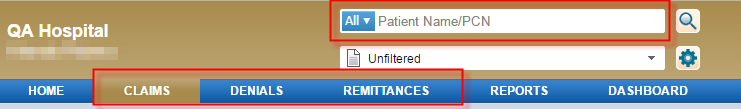 QA Hospital
All Patient Name/PCN
Unfiltered
HOME CLAIMS DENIALS REMITTANCES REPORTS DASHBOARD